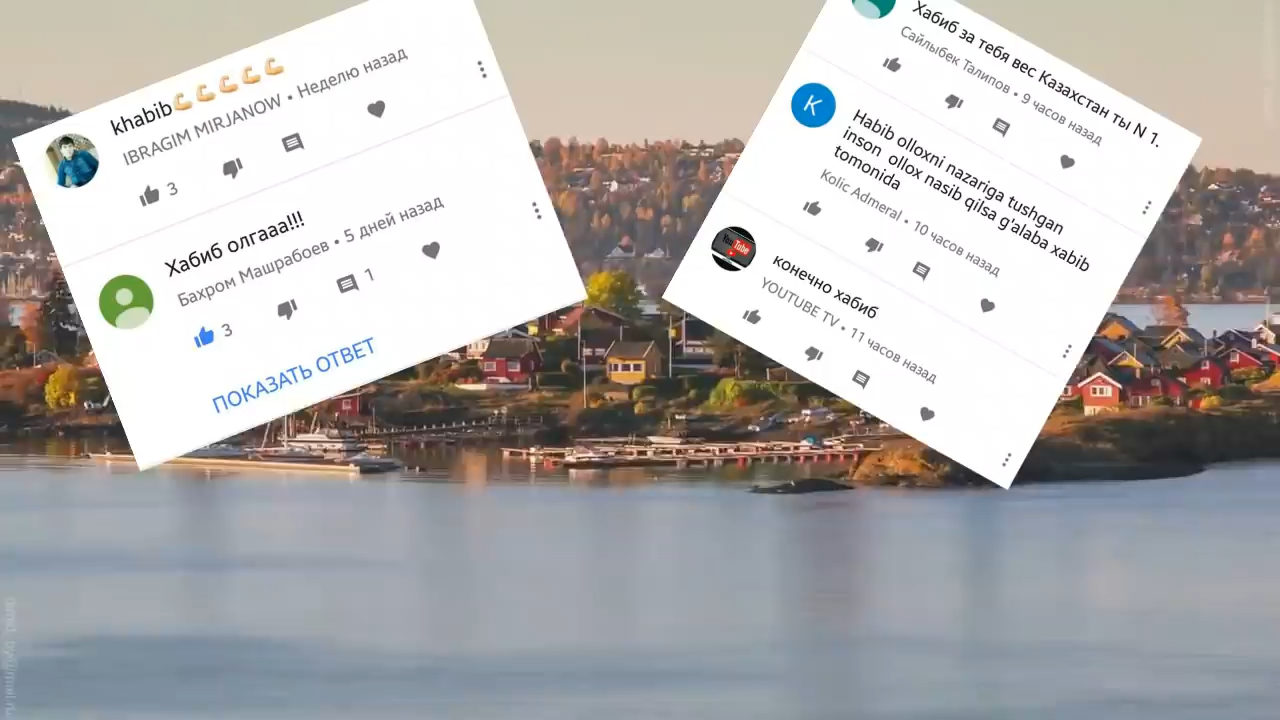 khabib💪🏻💪🏻💪🏻💪🏻💪🏻
IBRAGIM MIRJANOW • Неделю назад
3
Хабиб олгааа!!!
Бахром Машрабоев • 5 дней назад
3 1
ПОКАЗАТЬ ОТВЕТ
Хабиб за тебя вес Казахстан ты N 1.
Сайлыбек Талипов • 9 часов назад
K
Habib olloxni nazariga tushgan
inson ollox nasib qilsa g'alaba xabib
tomonida
Kolic Admeral • 10 часов назад
You Tube
конечно хабиб
YOUTUBE TV • 11 часов назад